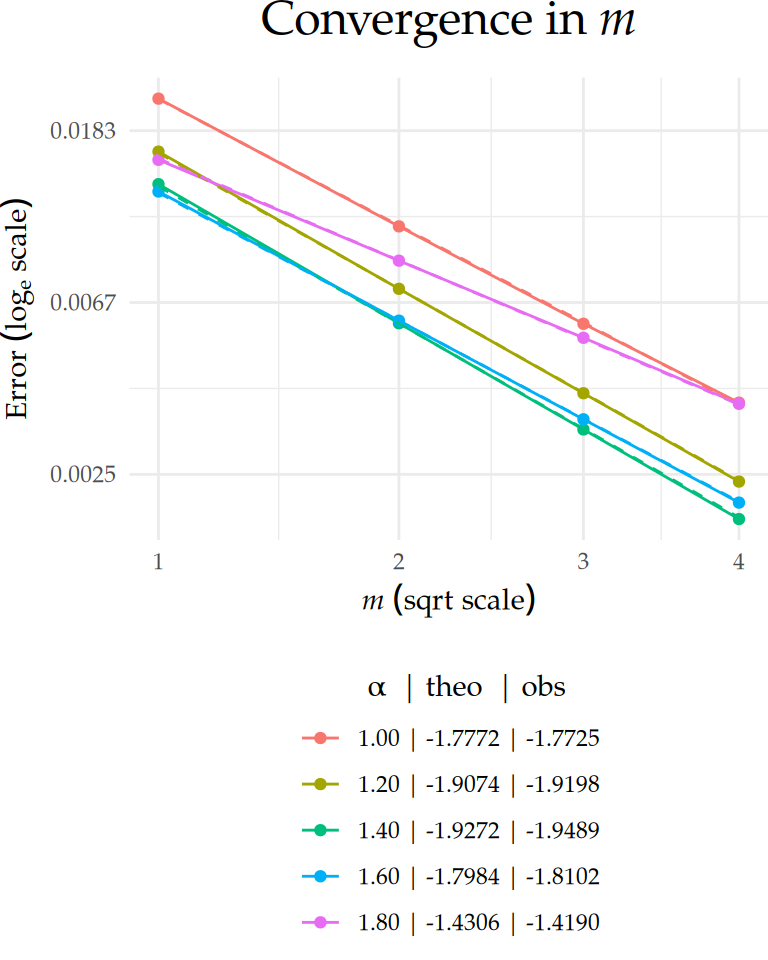 Convergence in m
0.0183
0.0067
0.0025
Error (logₑ scale)
1 2 3 4
m (sqrt scale)
α | theo | obs
1.00 | -1.7772 | -1.7725
1.20 | -1.9074 | -1.9198
1.40 | -1.9272 | -1.9489
1.60 | -1.7984 | -1.8102
1.80 | -1.4306 | -1.4190